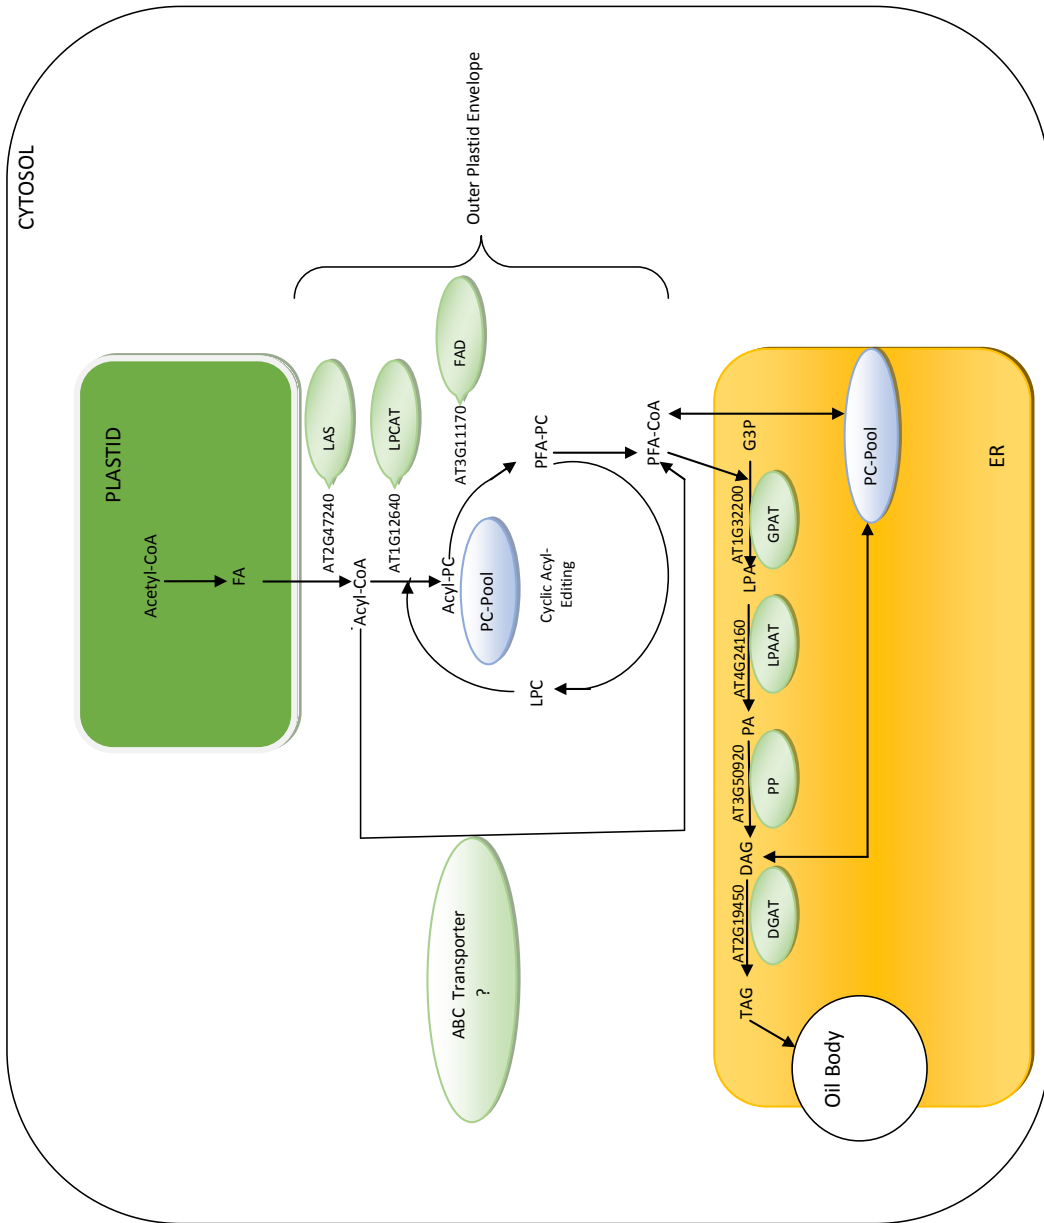 CYTOSOL
PLASTID
Acetyl-CoA
FA
Outer Plastid Envelope
LAS
AT2G47240
Acyl-CoA
LPCAT
AT1G12640
FAD
AT3G11170
Acyl-PC
PC-Pool
Cyclic Acyl-
Editing
PFA-PC
LPC
PFA-CoA
ABC Transporter
?
G3P
AT1G32200
GPAT
LPA
AT4G24160
LPAAT
PA
AT3G50920
PP
DAG
AT2G19450
DGAT
TAG
Oil Body
PC-Pool
ER